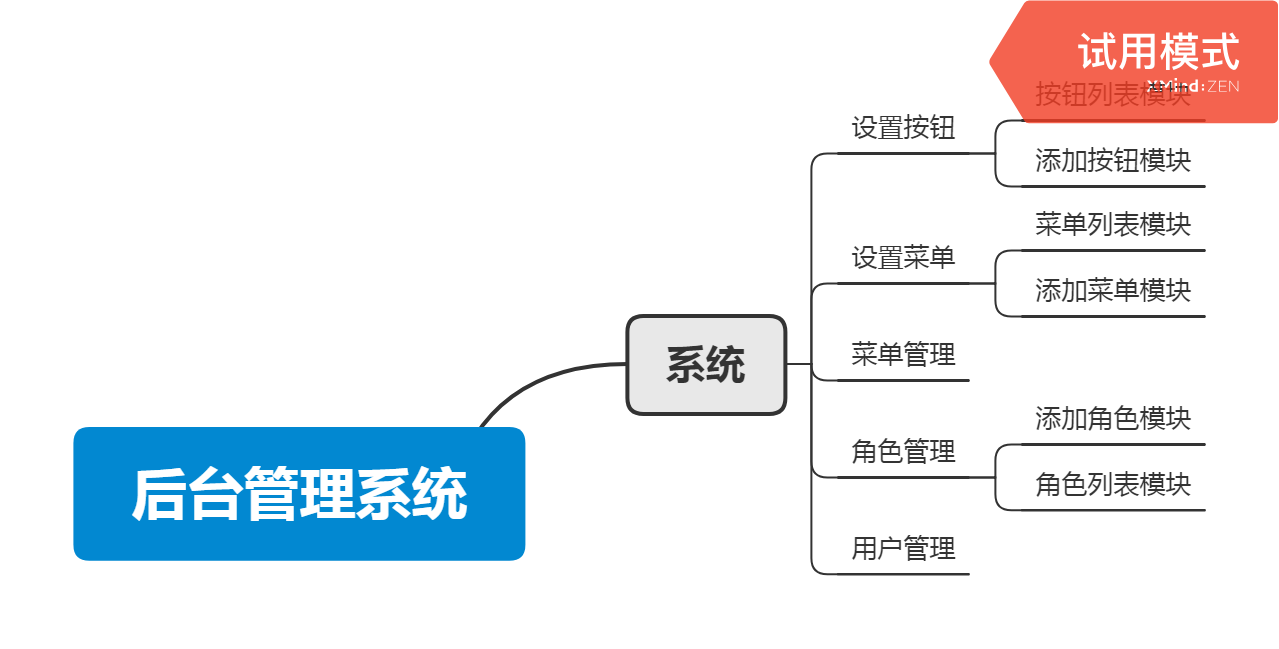 试用模式
XMind:ZEN
按钮列表模块
设置按钮
添加按钮模块
菜单列表模块
设置菜单
添加菜单模块
系统
菜单管理
添加角色模块
角色管理
角色列表模块
后台管理系统
用户管理